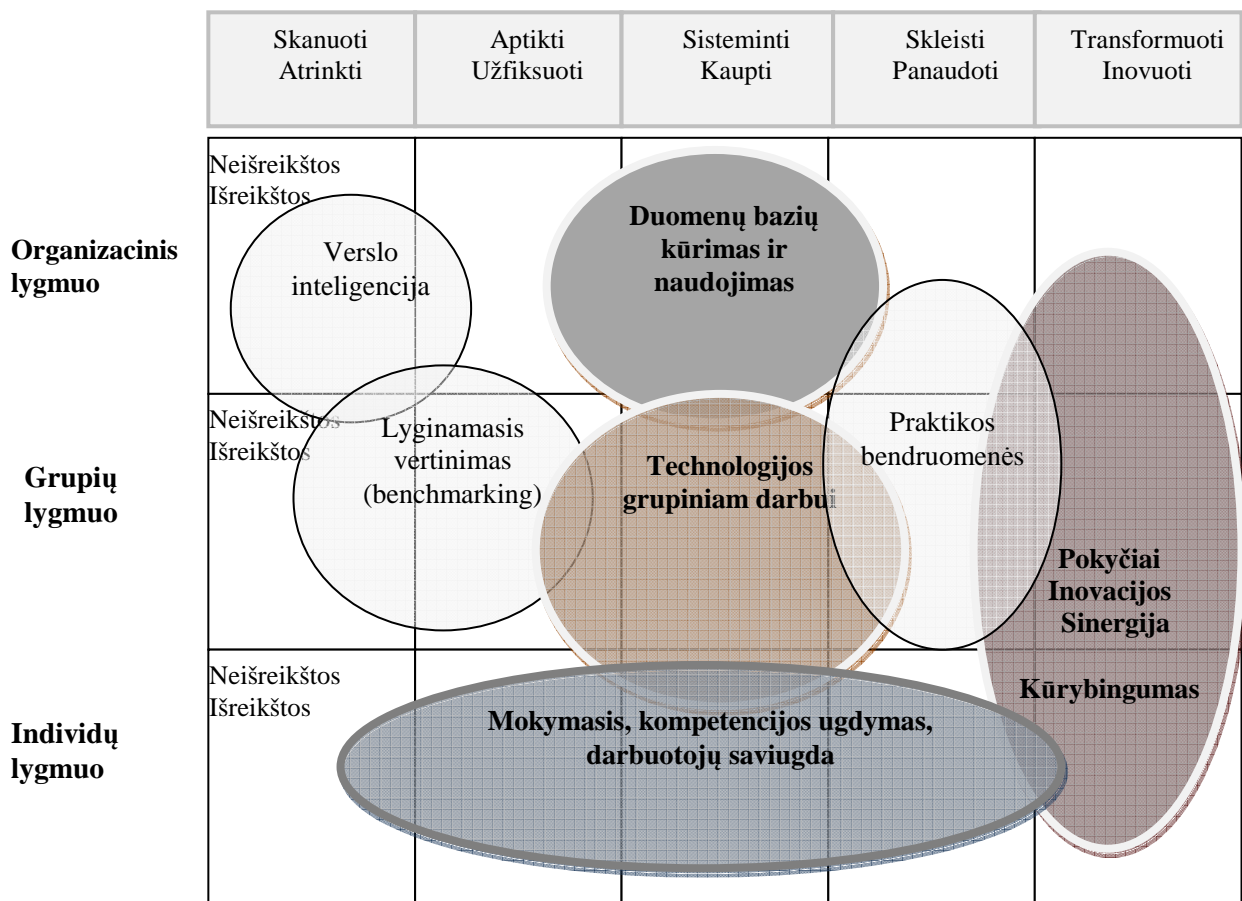 Skanuoti
Atrinkti
Aptikti
Užfiksuoti
Sisteminti
Kaupti
Skleisti
Panaudoti
Transformuoti
Inovuoti
Organizacinis
lygmuo
Neišreikštos
Išreikštos
Verslo
inteligencija
Duomenų bazių
kūrimas ir
naudojimas
Grupių
lygmuo
Neišreikštos
Išreikštos
Lyginamasis
vertinimas
(benchmarking)
Technologijos
grupiniam darbui
Praktikos
bendruomenės
Pokyčiai
Inovacijos
Sinergija
Kūrybingumas
Individų
lygmuo
Neišreikštos
Išreikštos
Mokymasis, kompetencijos ugdymas,
darbuotojų saviugda